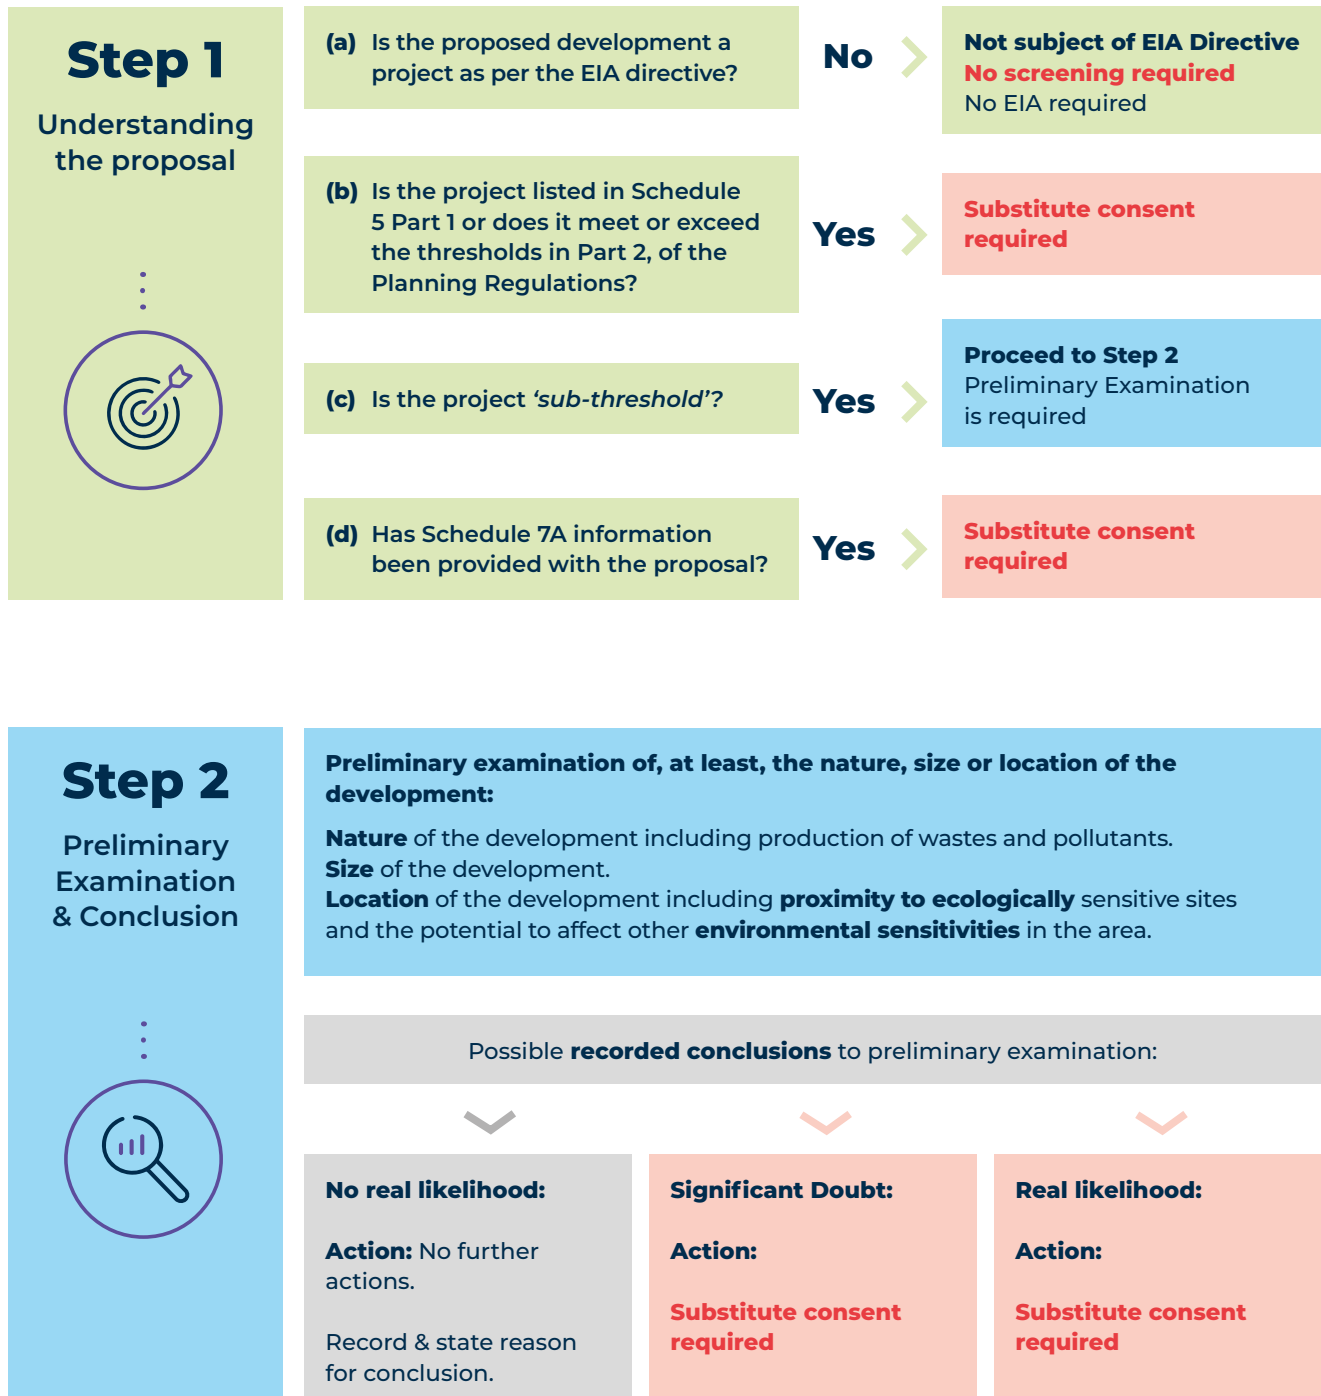 Step 1
Understanding
the proposal
(a) Is the proposed development a
project as per the EIA directive?
No
Not subject of EIA Directive
No screening required
No EIA required
(b) Is the project listed in Schedule
5 Part 1 or does it meet or exceed
the thresholds in Part 2, of the
Planning Regulations?
Yes
Substitute consent
required
(c) Is the project ‘sub-threshold’?
Yes
Proceed to Step 2
Preliminary Examination
is required
(d) Has Schedule 7A information
been provided with the proposal?
Yes
Substitute consent
required
Step 2
Preliminary
Examination
& Conclusion
Preliminary examination of, at least, the nature, size or location of the
development:
Nature of the development including production of wastes and pollutants.
Size of the development.
Location of the development including proximity to ecologically sensitive sites
and the potential to affect other environmental sensitivities in the area.
Possible recorded conclusions to preliminary examination:
No real likelihood:
Action: No further
actions.
Record & state reason
for conclusion.
Significant Doubt:
Action:
Substitute consent
required
Real likelihood:
Action:
Substitute consent
required